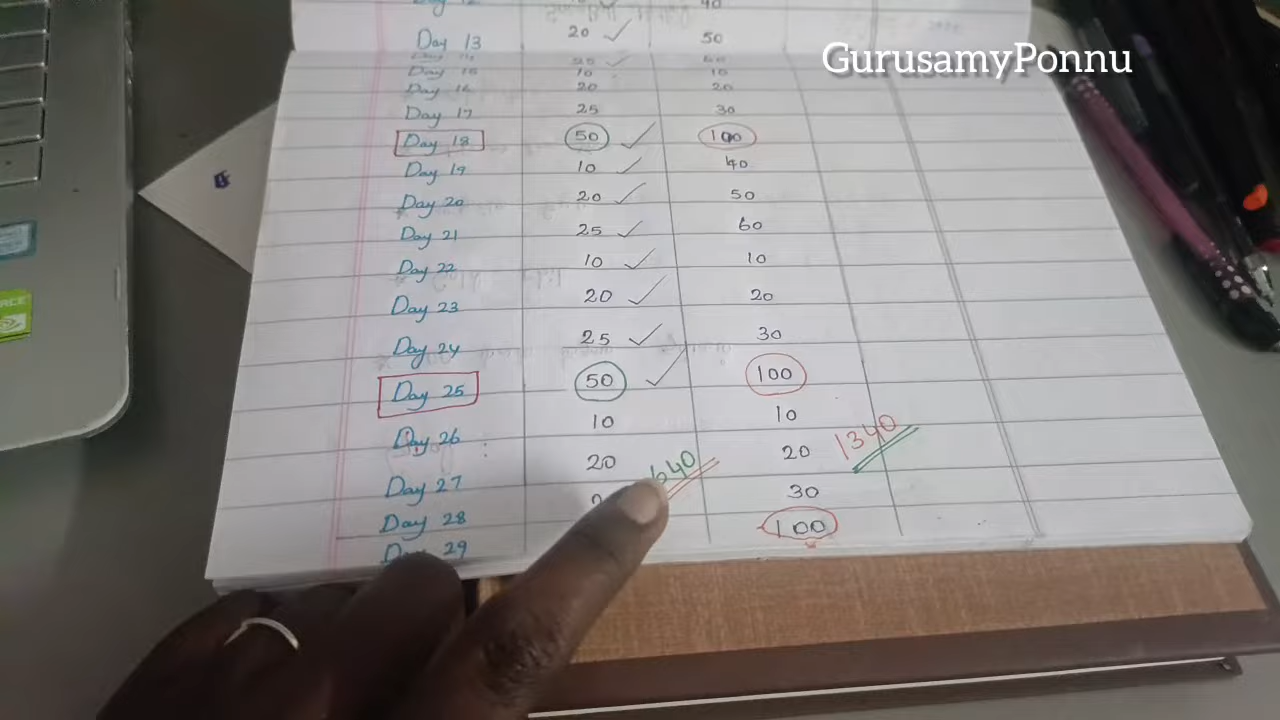 GurusamyPonnu
Day 13 20 ✓ 50
Day 16 20 20
Day 17 25 30
Day 18 50 ✓ 100
Day 19 10 ✓ 40
Day 20 20 ✓ 50
Day 21 25 ✓ 60
Day 22 10 ✓ 10
Day 23 20 ✓ 20
Day 24 25 ✓ 30
Day 25 50 ✓ 100
Day 26 10 10
Day 27 20 640 20 1340
Day 28 30
Day 29 100